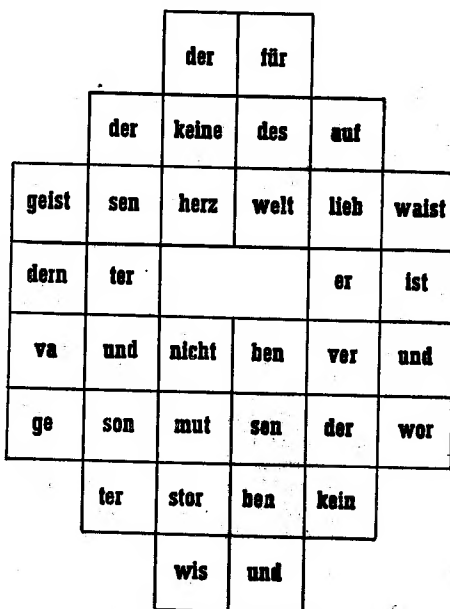 der für
der keine des auf
geist sen herz welt lieb waist
dern ter er ist
va und nicht ben ver und
ge son mut sen der wor
ter stor ben kein
wis und